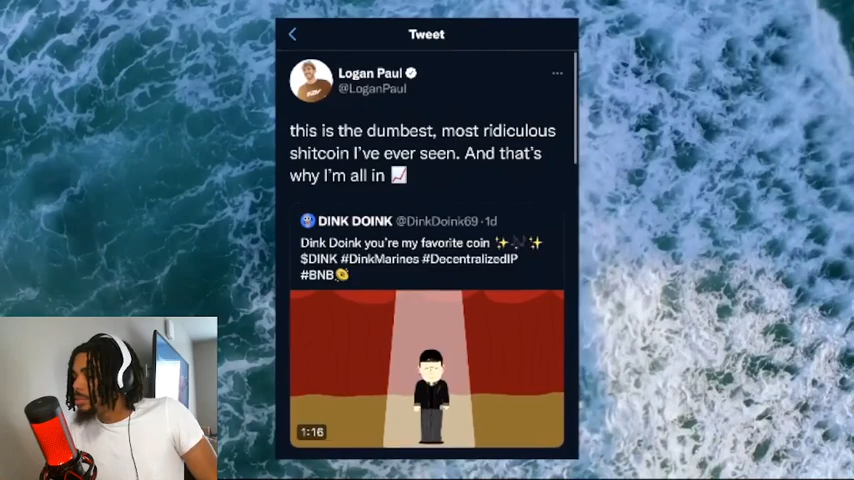 Tweet
Logan Paul
@LoganPaul
this is the dumbest, most ridiculous
shitcoin I've ever seen. And that's
why I'm all in 📈
DINK DOINK @DinkDoink69 · 1d
Dink Doink you're my favorite coin ✨🎶✨
$DINK #DinkMarines #DecentralizedIP
#BNB
1:16